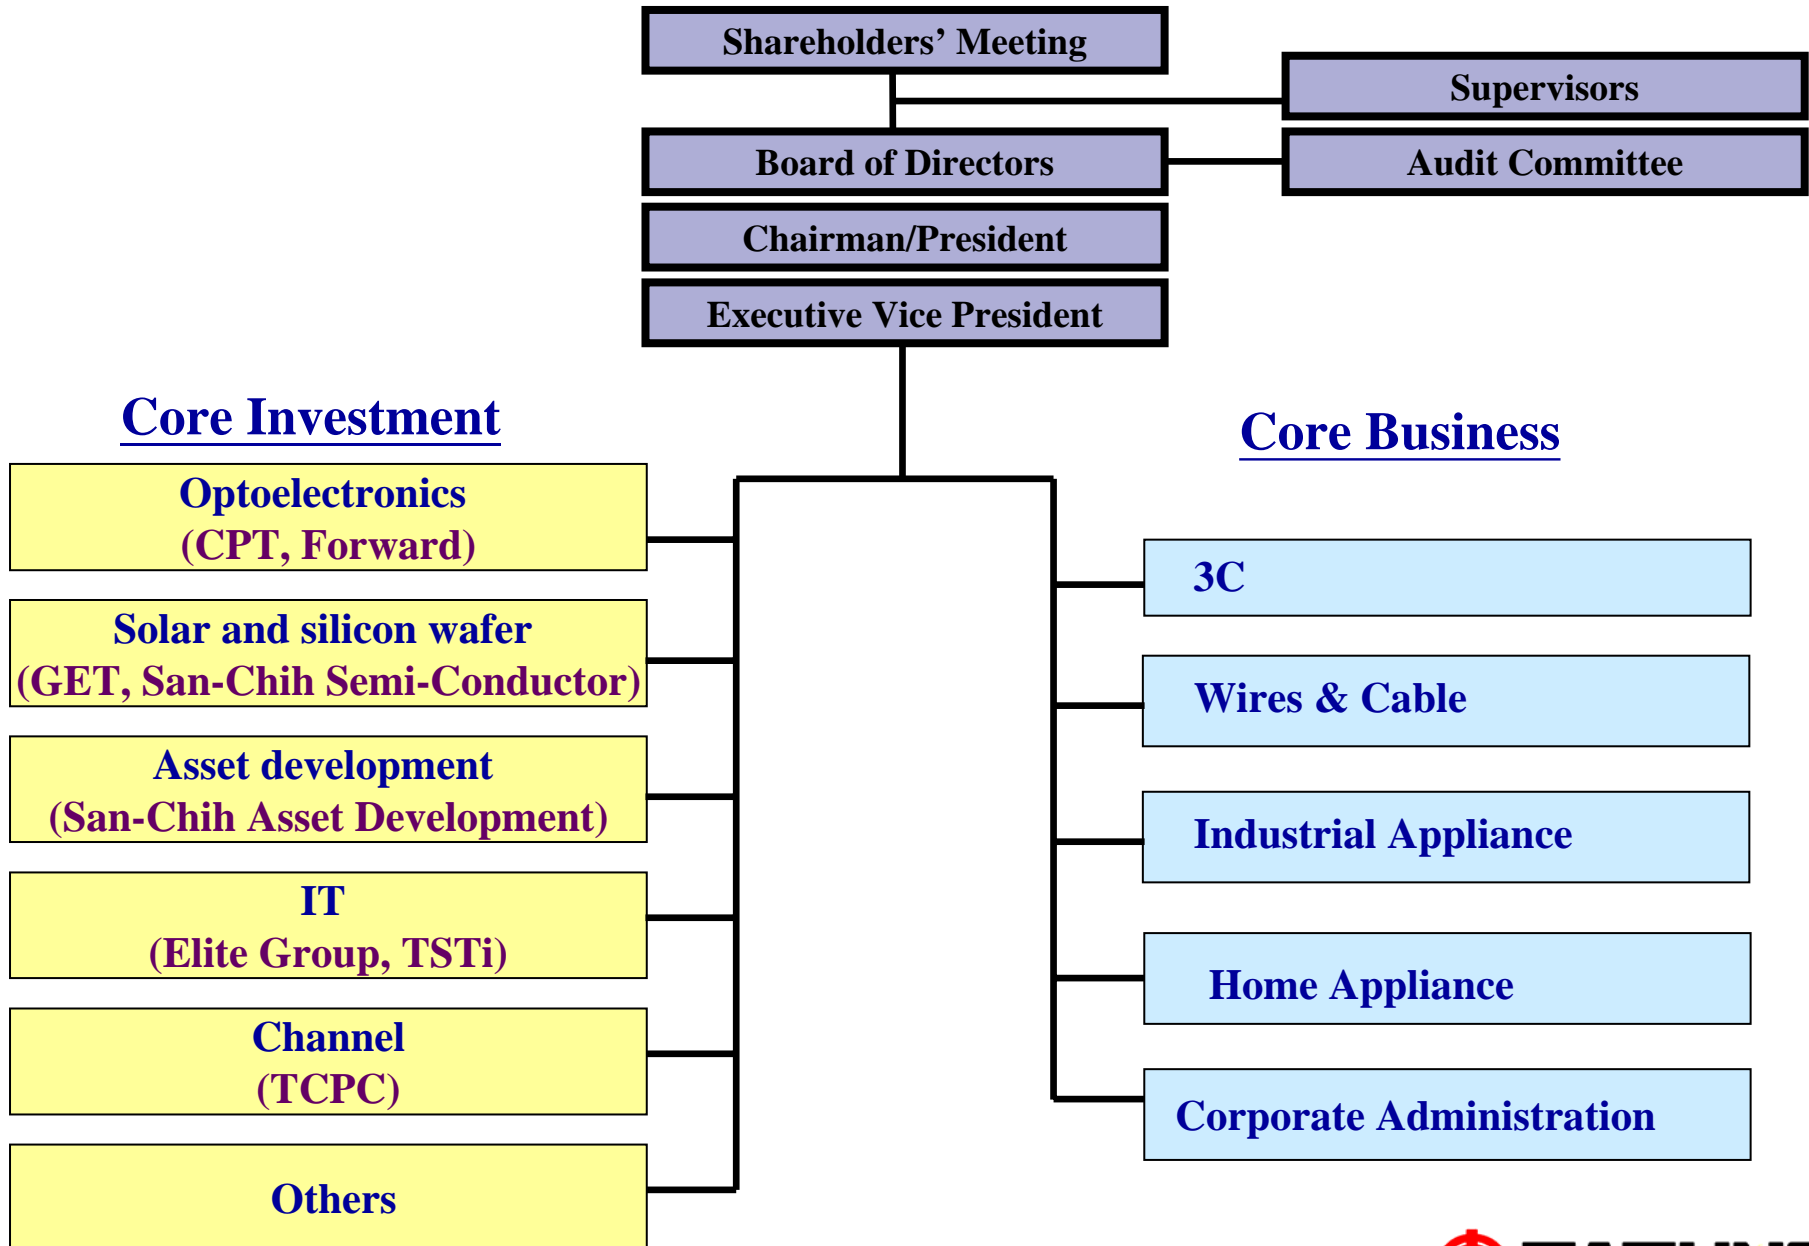 Shareholders’ Meeting
Supervisors
Board of Directors
Audit Committee
Chairman/President
Executive Vice President
Core Investment
Core Business
Optoelectronics
(CPT, Forward)
Solar and silicon wafer
(GET, San-Chih Semi-Conductor)
Asset development
(San-Chih Asset Development)
IT
(Elite Group, TSTi)
Channel
(TCPC)
Others
3C
Wires & Cable
Industrial Appliance
Home Appliance
Corporate Administration